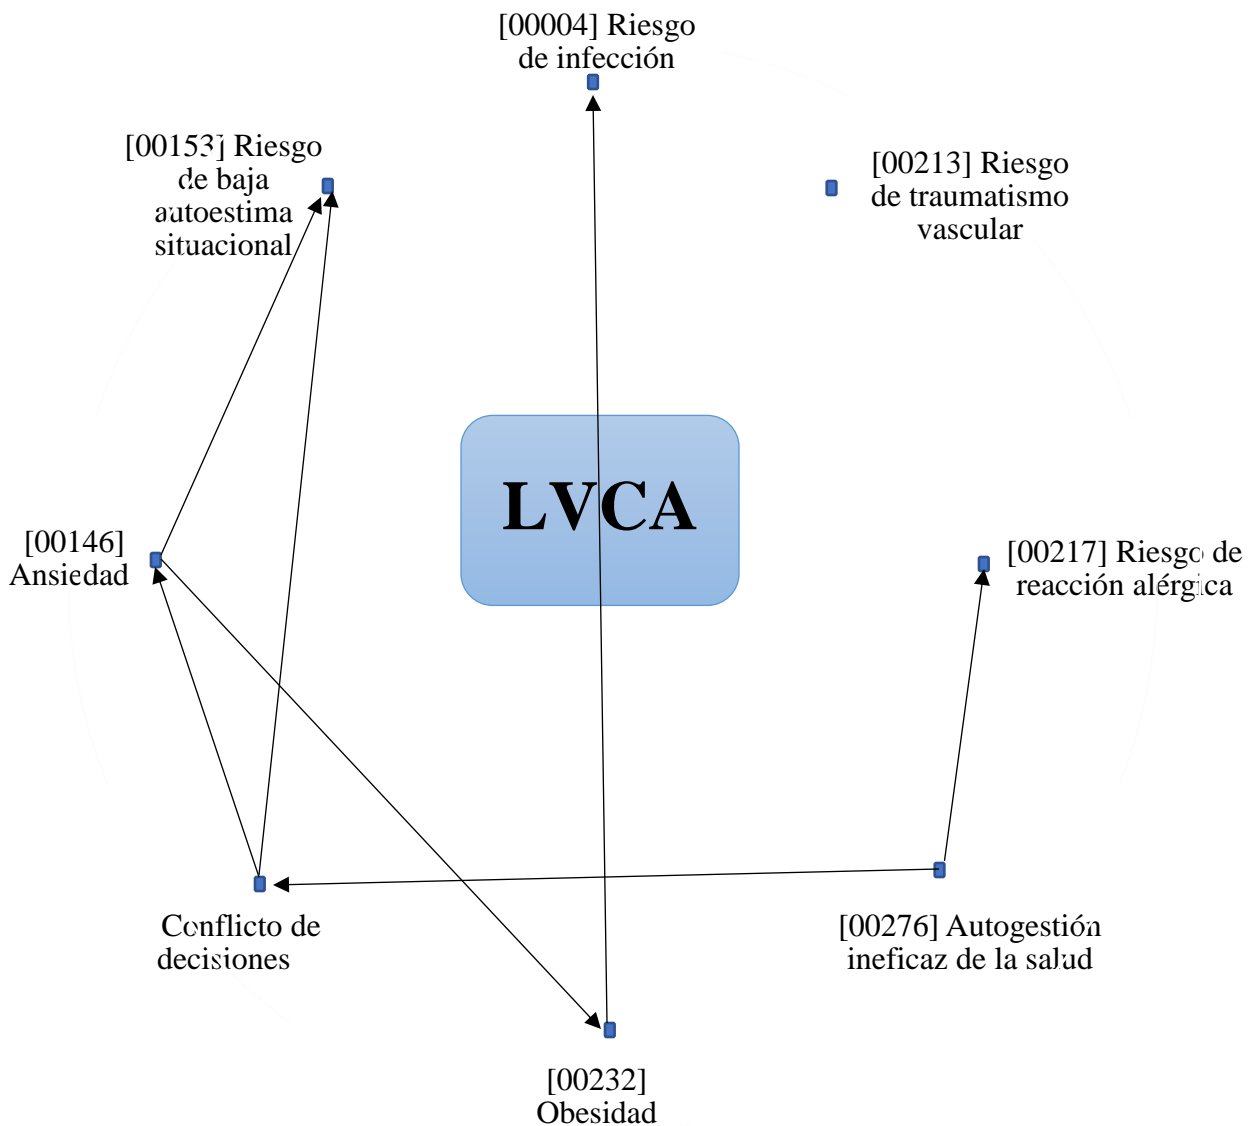 [00004] Riesgo
de infección
[00153] Riesgo
de baja
autoestima
situacional
[00213] Riesgo
de traumatismo
vascular
LVCA
[00146]
Ansiedad
[00217] Riesgo de
reacción alérgica
Conflicto de
decisiones
[00276] Autogestión
ineficaz de la salud
[00232]
Obesidad